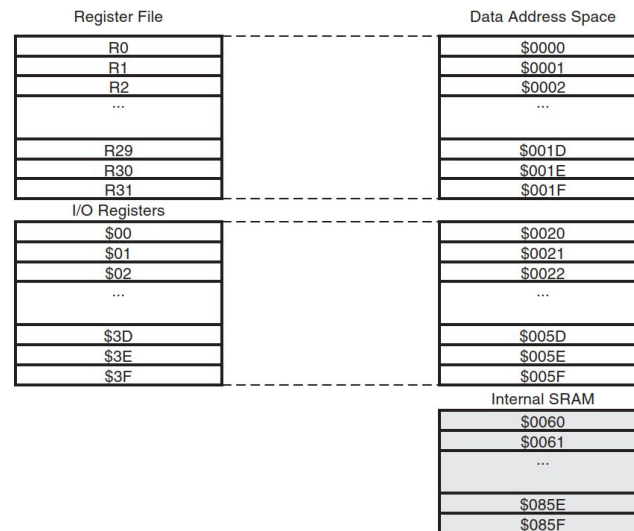 Register File
Data Address Space
R0
$0000
R1
$0001
R2
$0002
...
...
R29
$001D
R30
$001E
R31
$001F
I/O Registers
$00
$0020
$01
$0021
$02
$0022
...
...
$3D
$005D
$3E
$005E
$3F
$005F
Internal SRAM
$0060
$0061
...
$085E
$085F